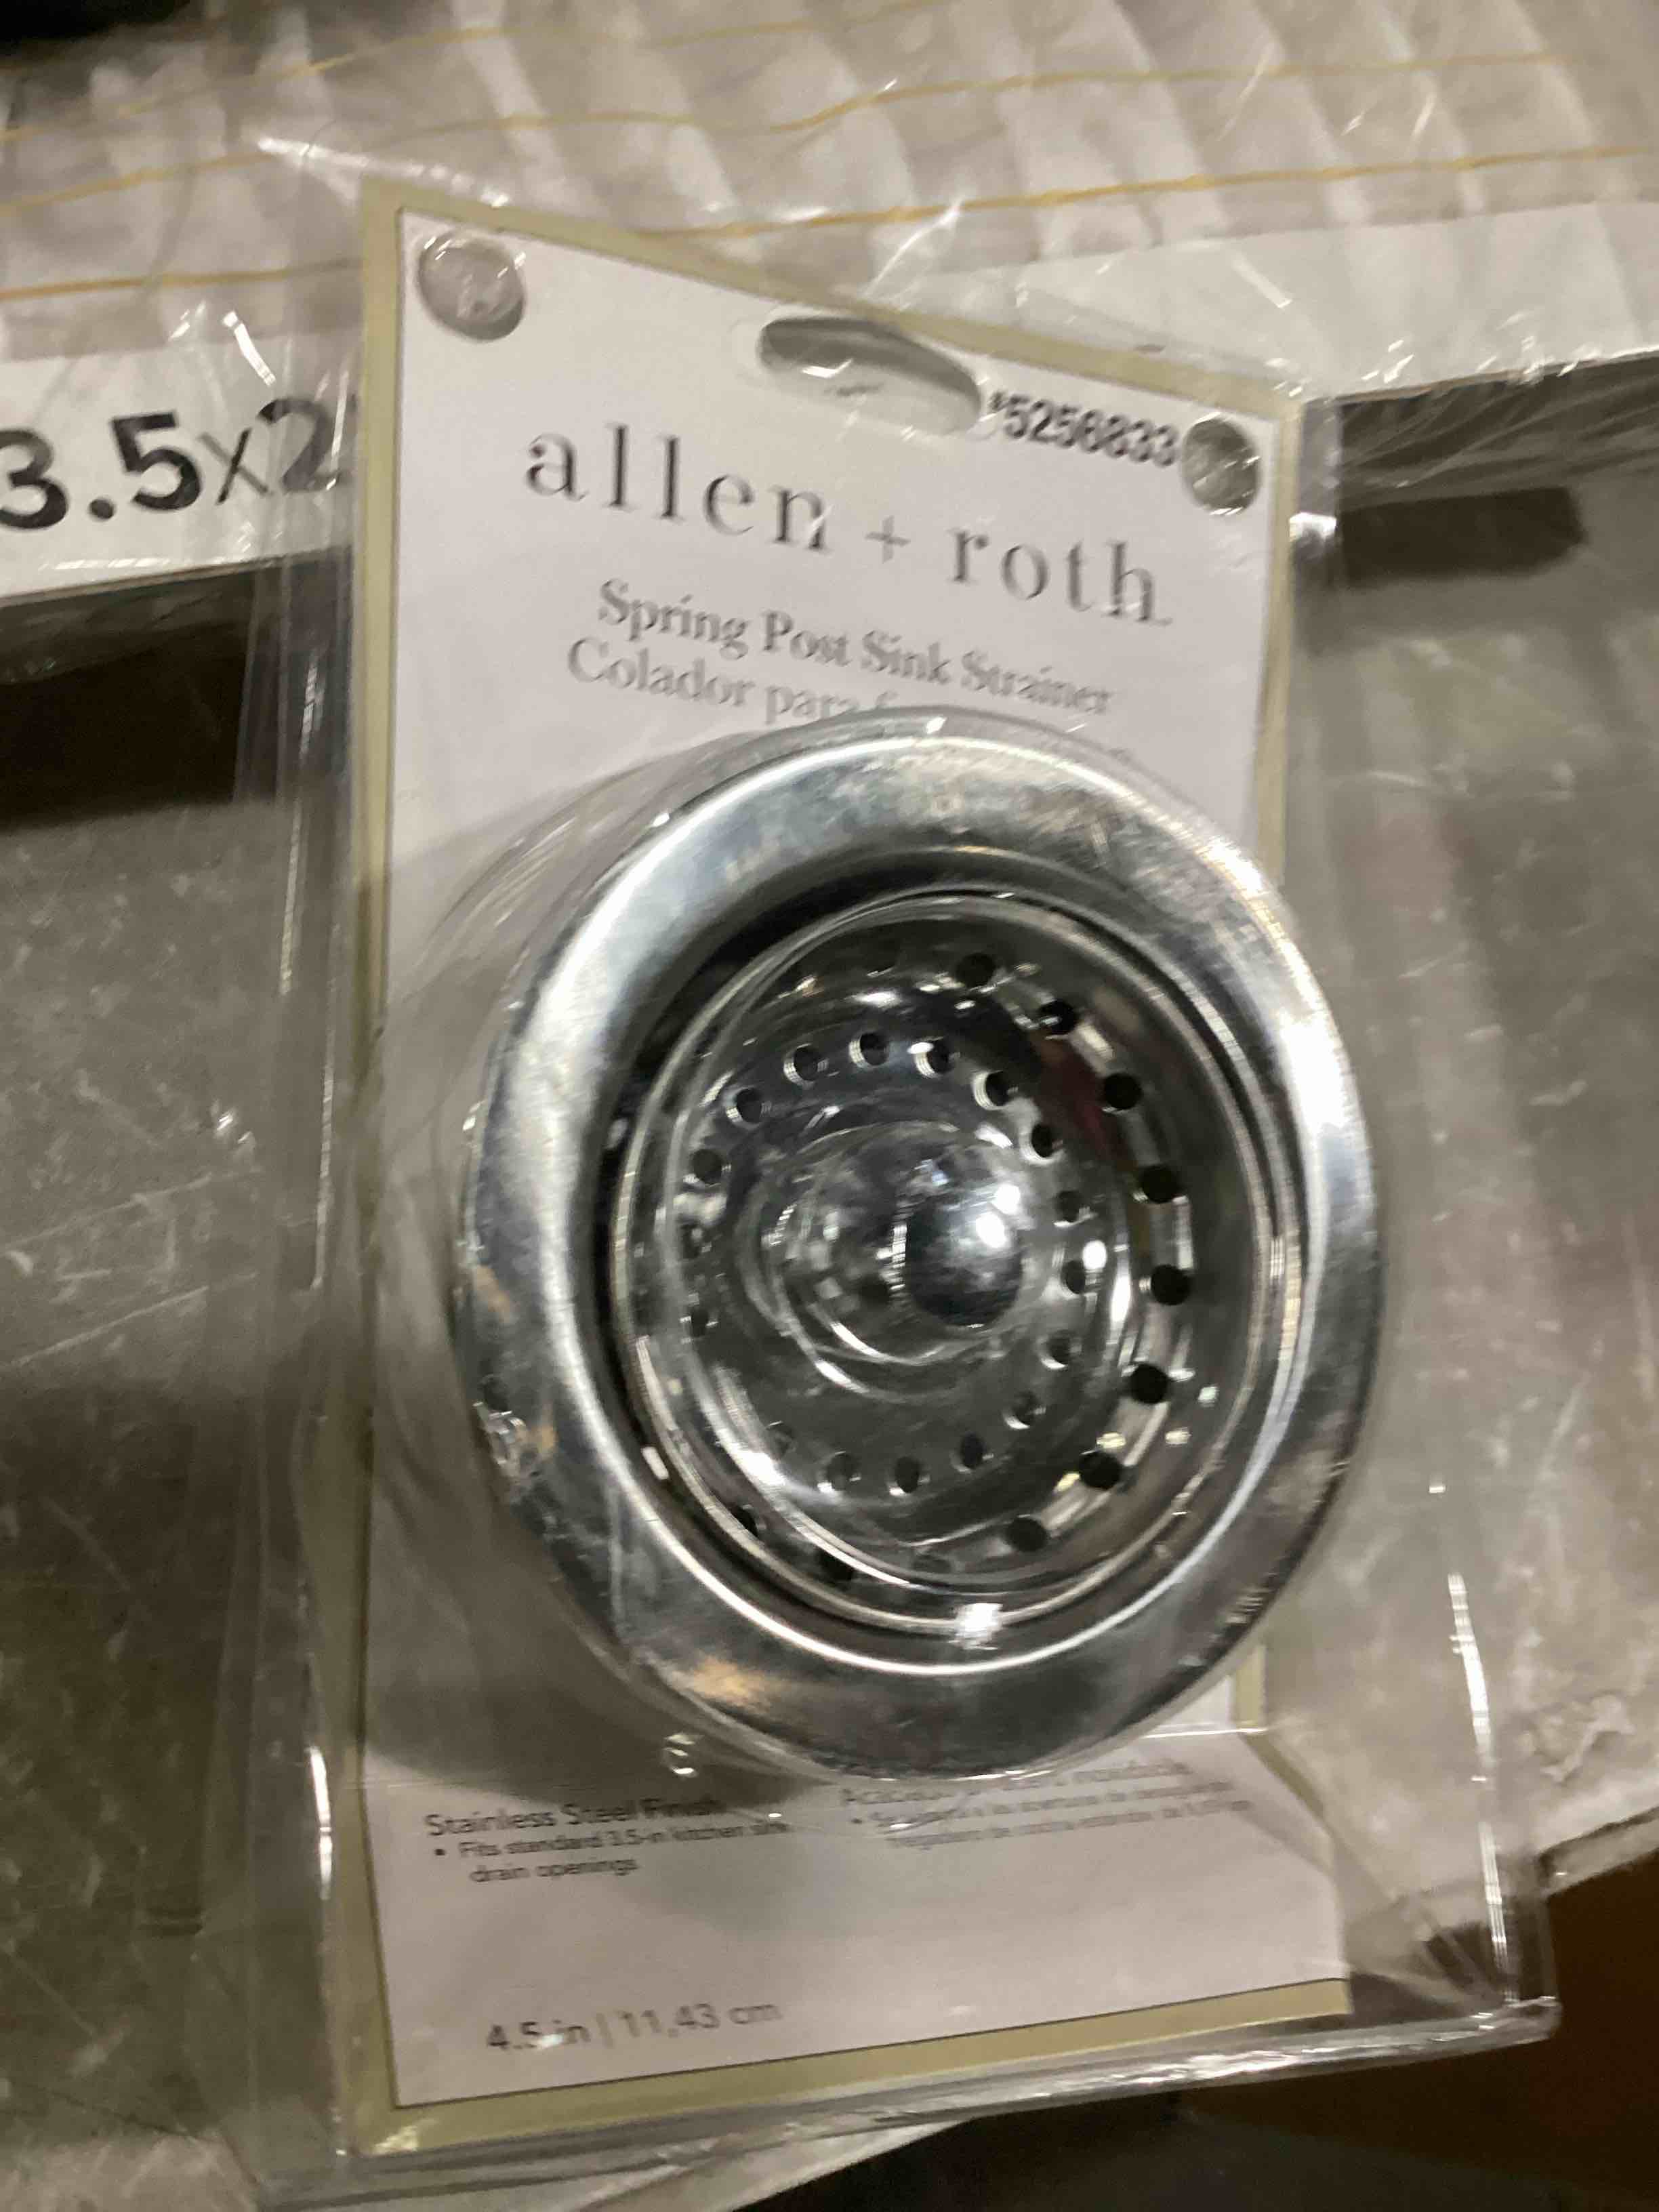 3.5x2
#5256833
allen + roth
Spring Post Sink Strainer
Colador para
Stainless Steel Finish
• Fits standard 3.5-in kitchen sink
drain openings
4.5-in | 11,43 cm